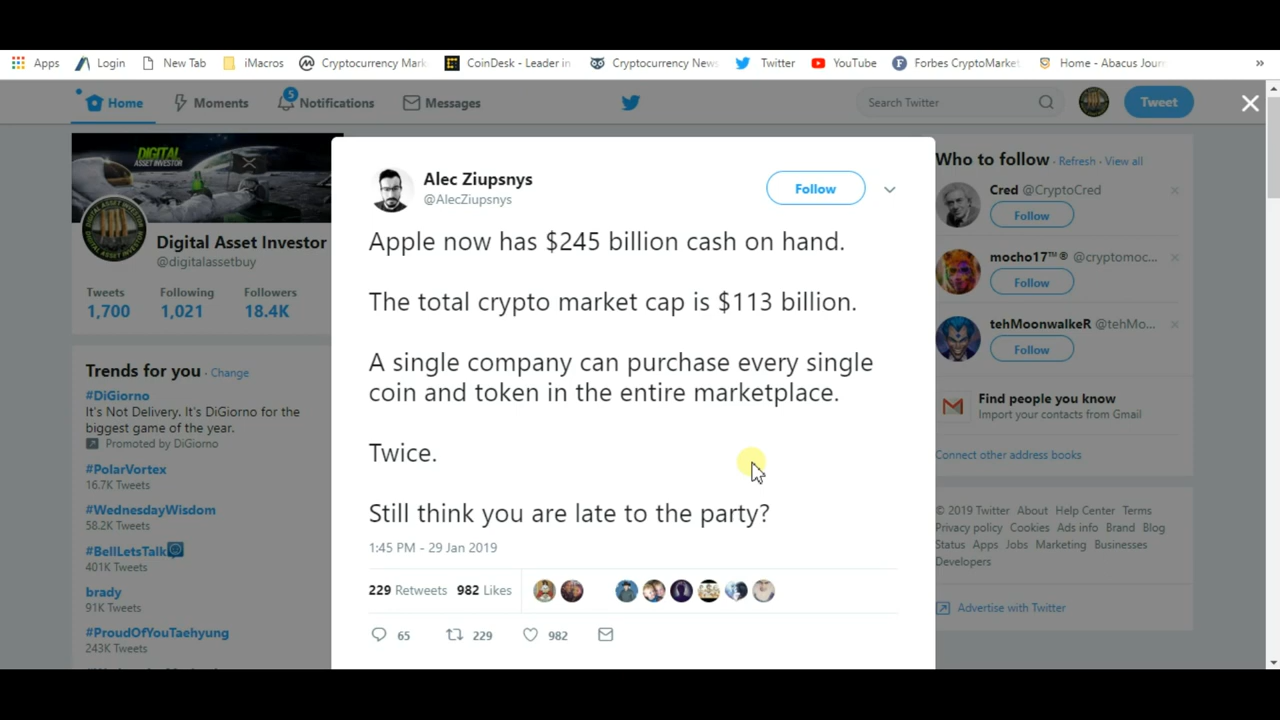 Apps Login New Tab iMacros Cryptocurrency Mark CoinDesk - Leader in Cryptocurrency News Twitter YouTube Forbes CryptoMarket Home - Abacus Journ »
Home Moments 5 Notifications Messages Search Twitter Tweet
DIGITAL
ASSET INVESTOR
Digital Asset Investor
@digitalassetbuy
Tweets Following Followers
1,700 1,021 18.4K
Trends for you · Change
#DiGiorno
It's Not Delivery. It's DiGiorno for the
biggest game of the year.
Promoted by DiGiorno
#PolarVortex
16.7K Tweets
#WednesdayWisdom
58.2K Tweets
#BellLetsTalk
401K Tweets
brady
91K Tweets
#ProudOfYouTaehyung
243K Tweets
Alec Ziupsnys
@AlecZiupsnys
Follow
Apple now has $245 billion cash on hand.
The total crypto market cap is $113 billion.
A single company can purchase every single
coin and token in the entire marketplace.
Twice.
Still think you are late to the party?
1:45 PM - 29 Jan 2019
229 Retweets 982 Likes
65 229 982
Who to follow · Refresh · View all
Cred @CryptoCred
Follow
mocho17™® @cryptomoc...
Follow
tehMoonwalkeR @tehMo...
Follow
Find people you know
Import your contacts from Gmail
Connect other address books
© 2019 Twitter About Help Center Terms
Privacy policy Cookies Ads info Brand Blog
Status Apps Jobs Marketing Businesses
Developers
Advertise with Twitter